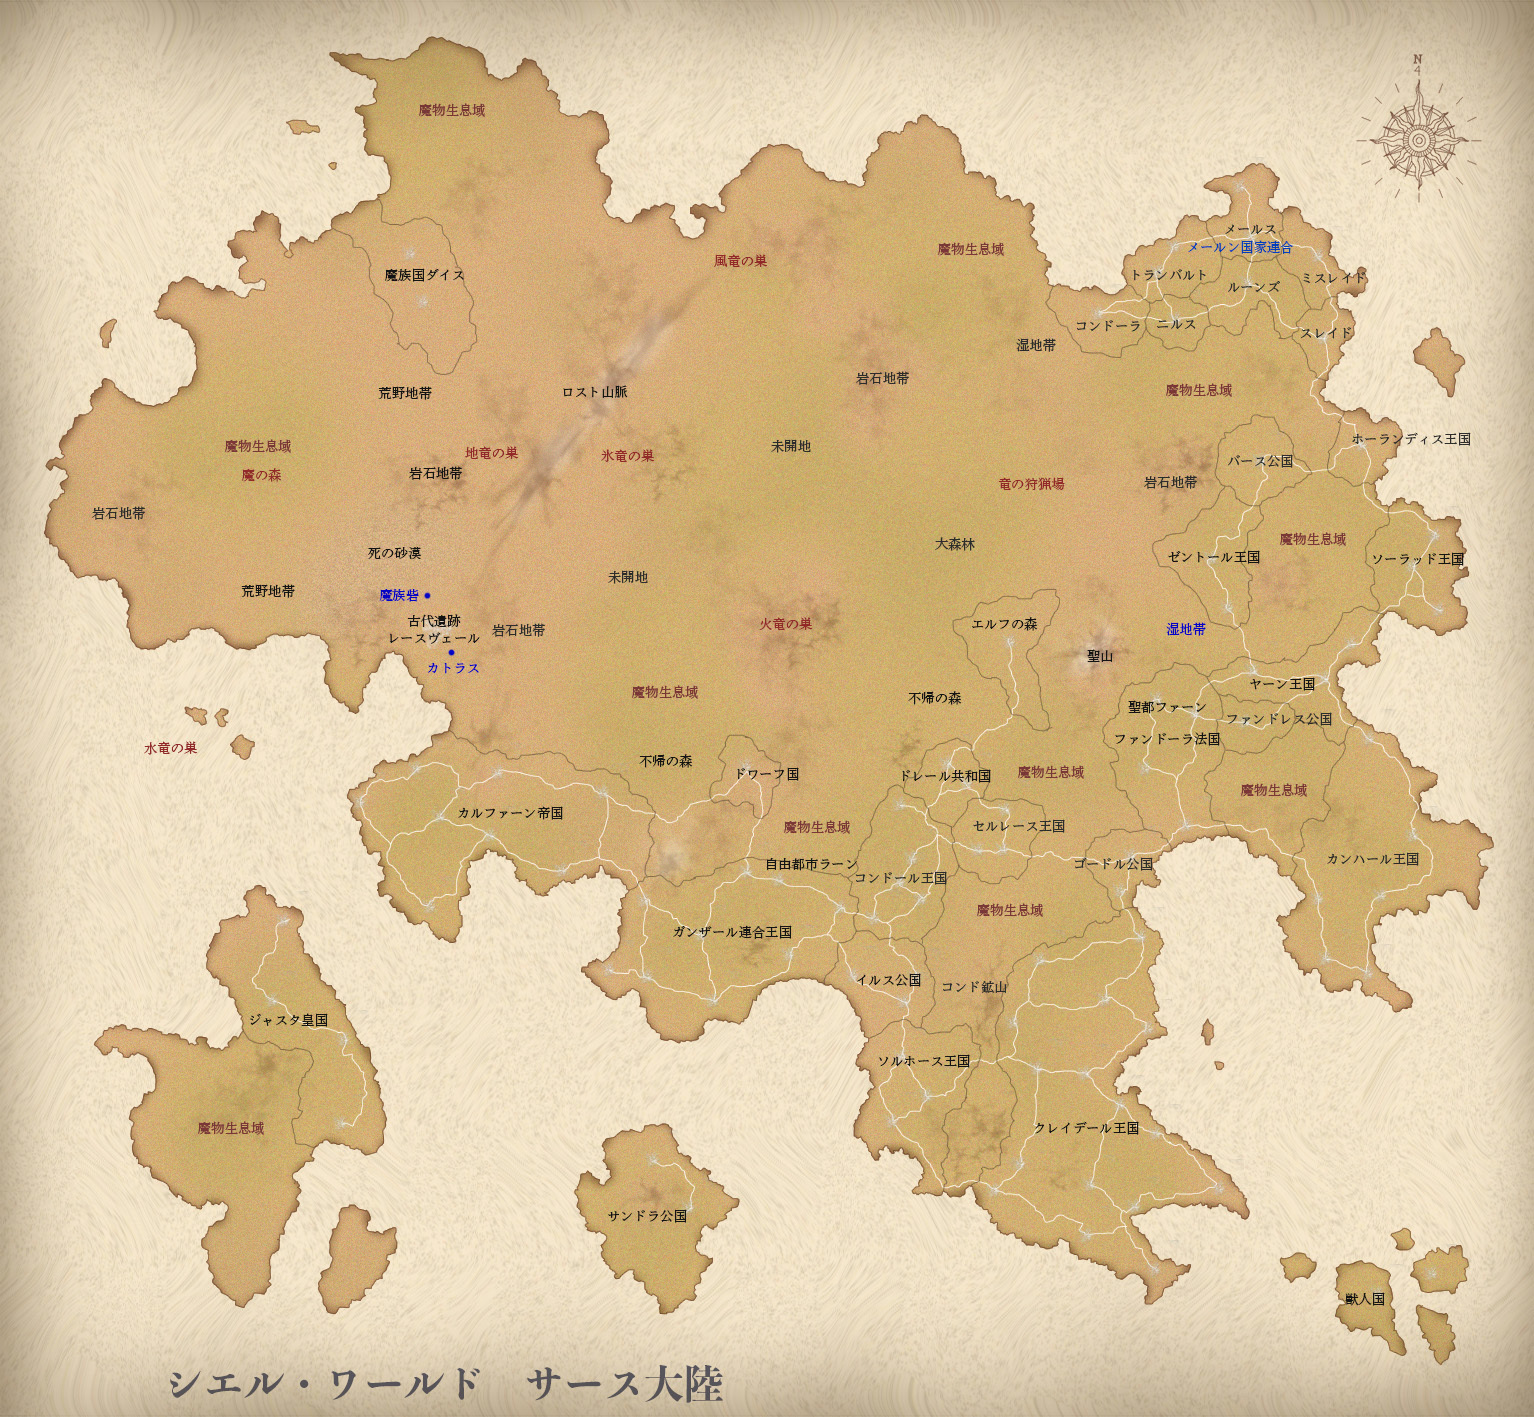 N
魔物生息域
メールス
メールン国家連合
魔物生息域
風竜の巣
魔族国ダイス
トランバルト
ミスレイド
ルーンズ
コンドーラ
ニルス
スレイド
湿地帯
岩石地帯
荒野地帯
ロスト山脈
魔物生息域
ホーランディス王国
魔物生息域
未開地
地竜の巣
氷竜の巣
バース公国
魔の森
岩石地帯
竜の狩猟場
岩石地帯
岩石地帯
魔物生息域
大森林
死の砂漠
ゼントール王国
ソーラッド王国
未開地
荒野地帯
魔族砦
古代遺跡
レースヴェール
岩石地帯
火竜の巣
エルフの森
湿地帯
聖山
カトラス
ヤーン王国
魔物生息域
不帰の森
聖都ファーン
ファンドレス公国
ファンドーラ法国
水竜の巣
不帰の森
ドワーフ国
ドレール共和国
魔物生息域
魔物生息域
カルファーン帝国
魔物生息域
セルレース王国
自由都市ラーン
ゴードル公国
カンハール王国
コンドール王国
魔物生息域
ガンザール連合王国
イルス公国
コンド鉱山
ジャスタ皇国
ソルホース王国
魔物生息域
クレイデール王国
サンドラ公国
獣人国
シエル・ワールド　サース大陸